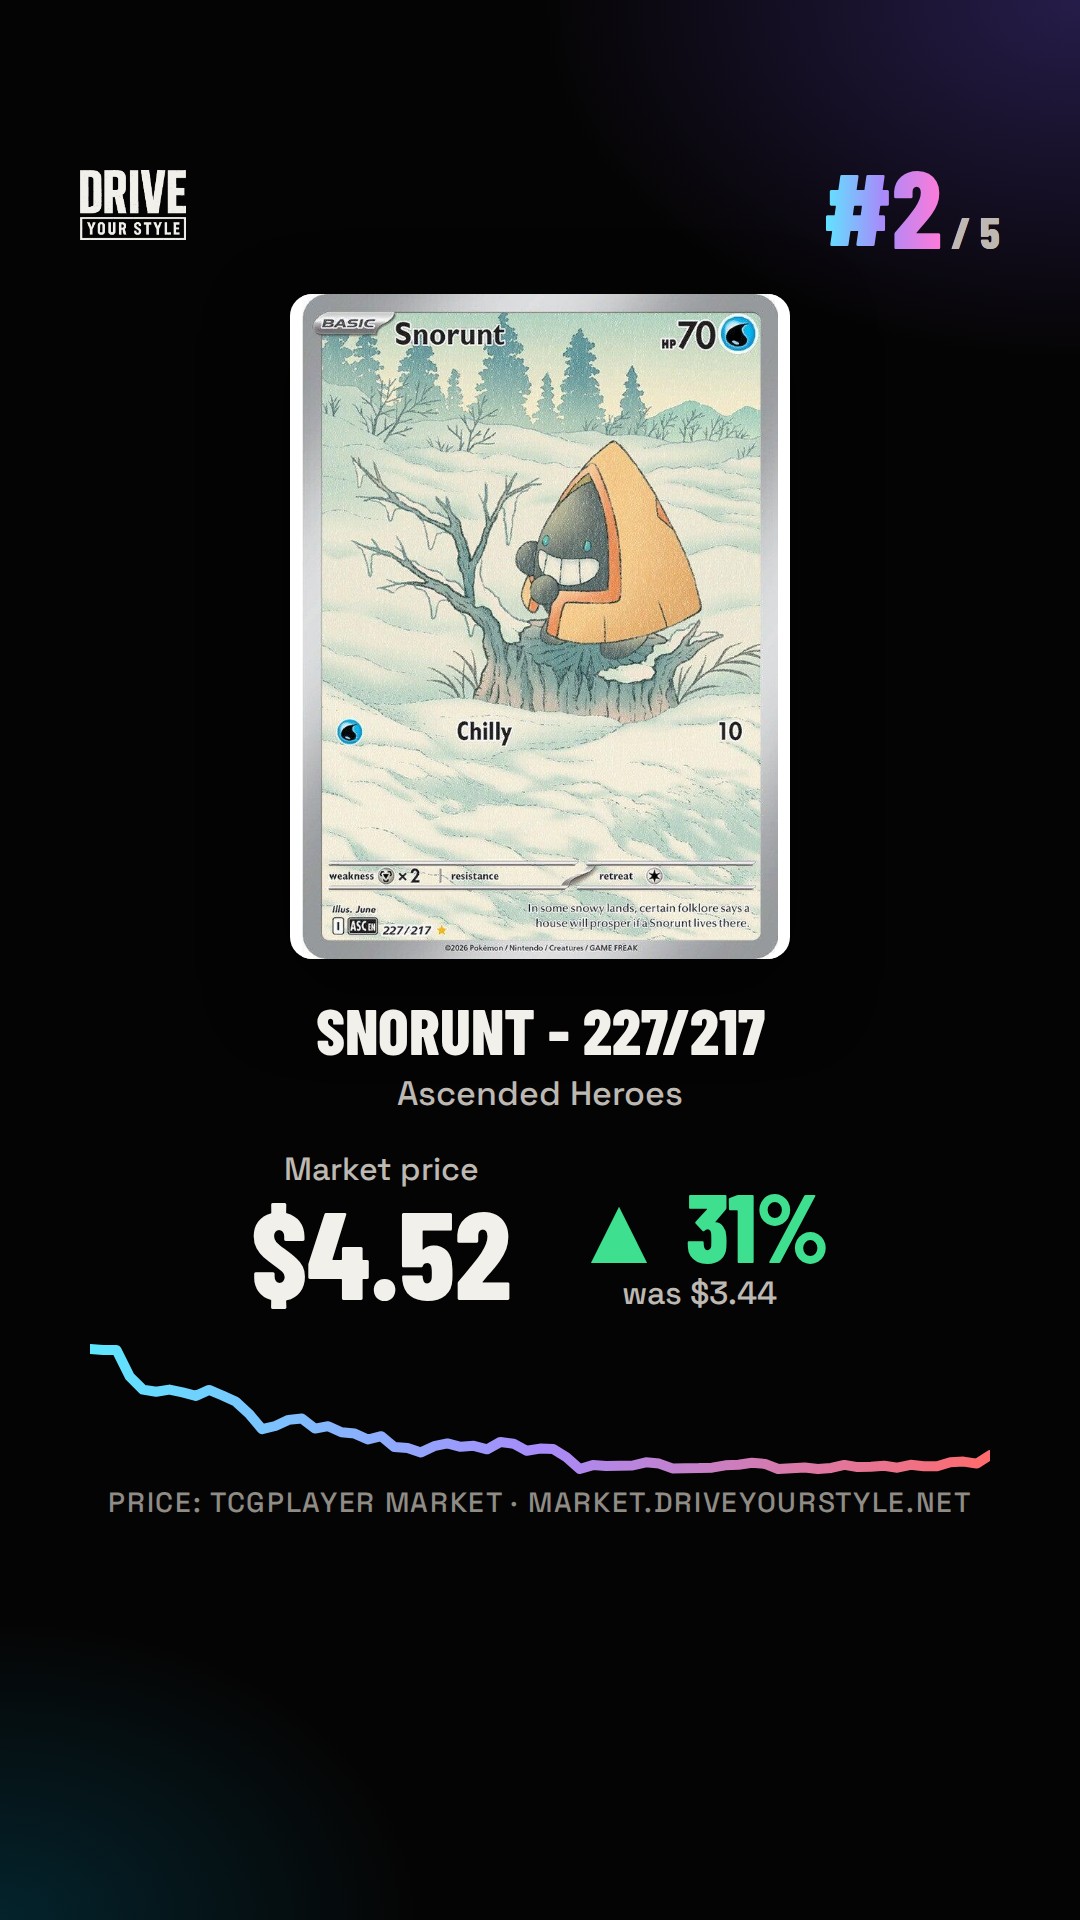 DRIVE
YOUR STYLE
#2 / 5
BASIC
Snorunt
HP 70
Chilly 10
weakness ×2 resistance retreat
Illus. June
In some snowy lands, certain folklore says a
house will prosper if a Snorunt lives there.
I ASC EN 227/217
©2026 Pokémon / Nintendo / Creatures / GAME FREAK
SNORUNT - 227/217
Ascended Heroes
Market price
$4.52
▲ 31%
was $3.44
PRICE: TCGPLAYER MARKET · MARKET.DRIVEYOURSTYLE.NET